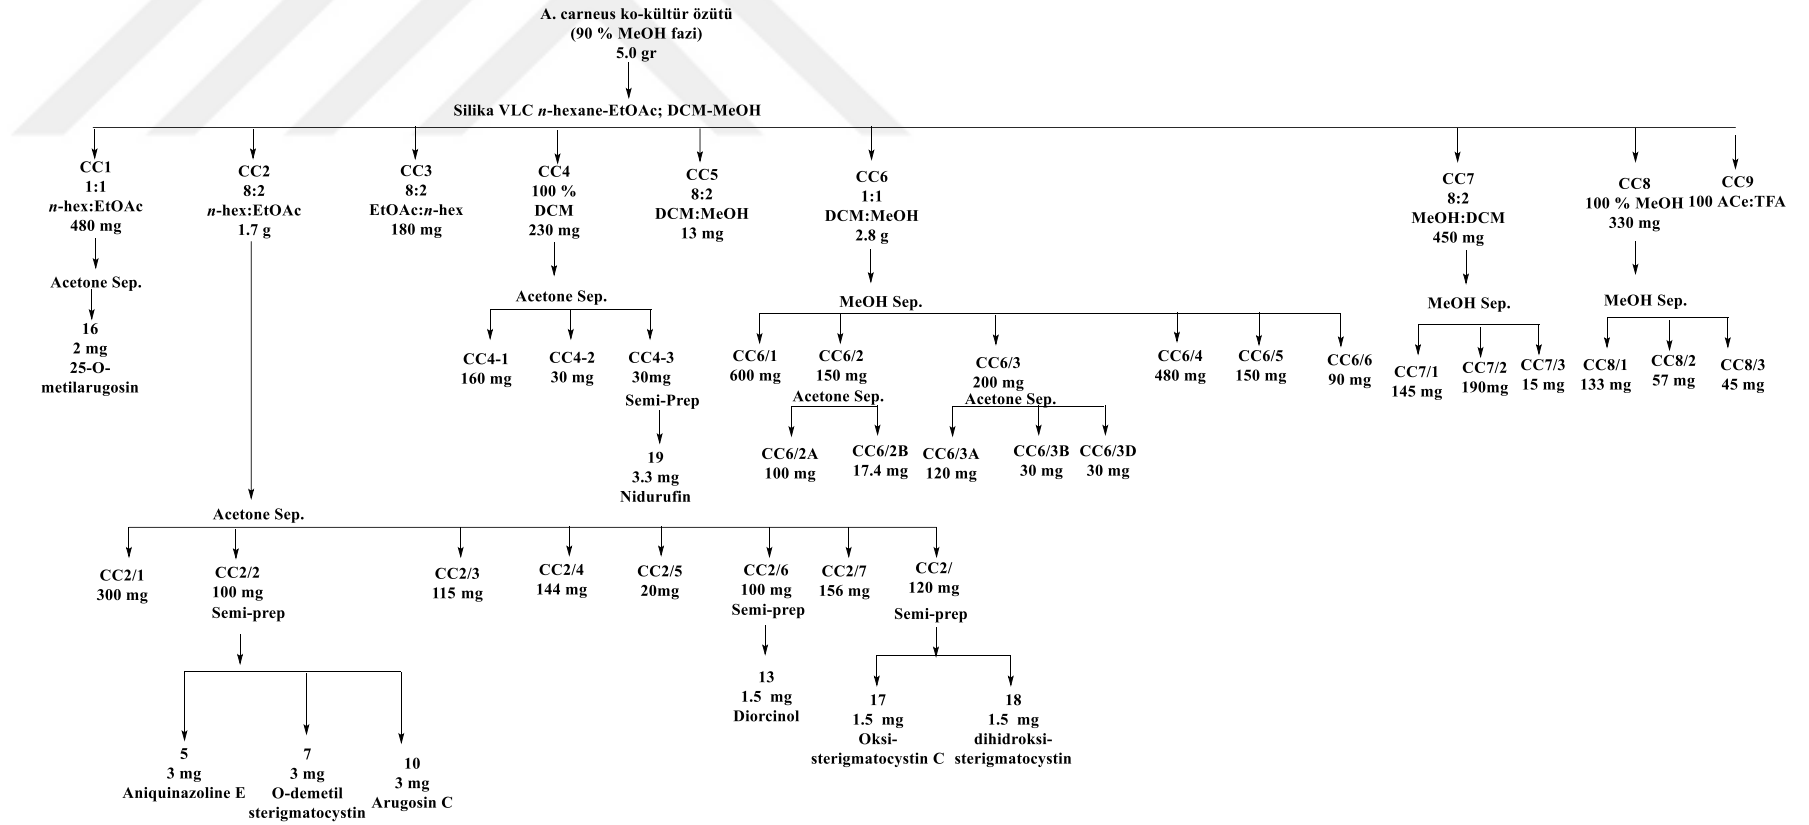 A. carneus ko-kültür özütü
(90 % MeOH fazi)
5.0 gr
Silika VLC n-hexane-EtOAc; DCM-MeOH
CC1
1:1
n-hex:EtOAc
480 mg
Acetone Sep.
16
2 mg
25-O-
metilarugosin
CC2
8:2
n-hex:EtOAc
1.7 g
CC3
8:2
EtOAc:n-hex
180 mg
CC4
100 %
DCM
230 mg
Acetone Sep.
CC4-1
160 mg
CC4-2
30 mg
CC4-3
30mg
Semi-Prep
19
3.3 mg
Nidurufin
CC5
8:2
DCM:MeOH
13 mg
CC6
1:1
DCM:MeOH
2.8 g
MeOH Sep.
CC6/1
600 mg
CC6/2
150 mg
Acetone Sep.
CC6/2A
100 mg
CC6/2B
17.4 mg
CC6/3
200 mg
Acetone Sep.
CC6/3A
120 mg
CC6/3B
30 mg
CC6/3D
30 mg
CC6/4
480 mg
CC6/5
150 mg
CC6/6
90 mg
CC7
8:2
MeOH:DCM
450 mg
MeOH Sep.
CC7/1
145 mg
CC7/2
190mg
CC7/3
15 mg
CC8
100 % MeOH
330 mg
MeOH Sep.
CC8/1
133 mg
CC8/2
57 mg
CC8/3
45 mg
CC9
100 ACe:TFA
Acetone Sep.
CC2/1
300 mg
CC2/2
100 mg
Semi-prep
CC2/3
115 mg
CC2/4
144 mg
CC2/5
20mg
CC2/6
100 mg
Semi-prep
CC2/7
156 mg
CC2/
120 mg
Semi-prep
5
3 mg
Aniquinazoline E
7
3 mg
O-demetil
sterigmatocystin
10
3 mg
Arugosin C
13
1.5 mg
Diorcinol
17
1.5 mg
Oksi-
sterigmatocystin C
18
1.5 mg
dihidroksi-
sterigmatocystin